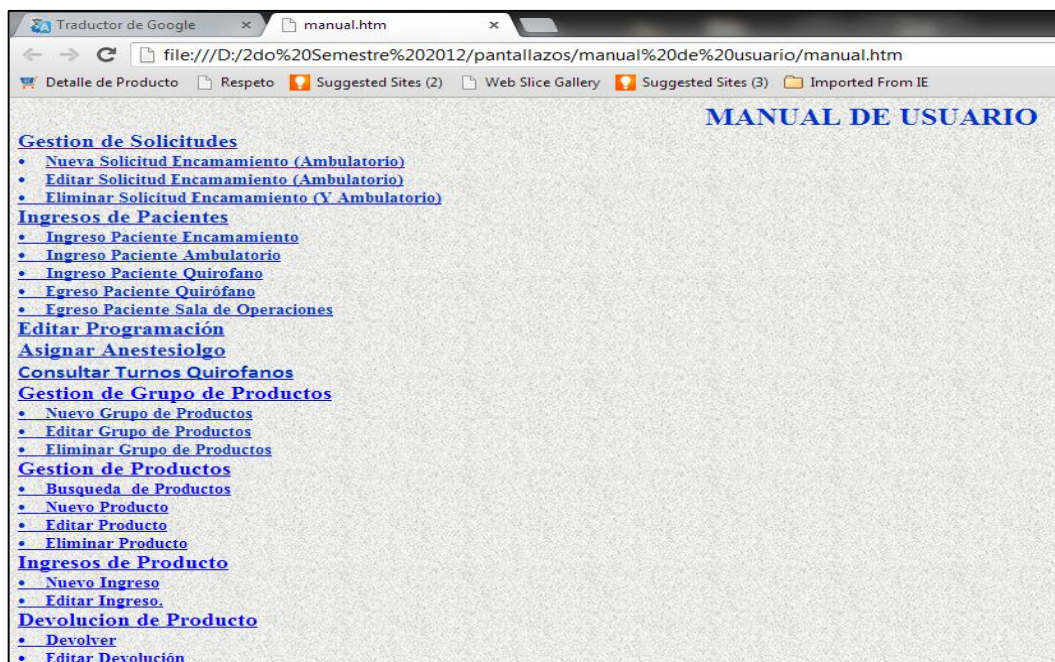 Traductor de Google × manual.htm ×
file:///D:/2do%20Semestre%202012/pantallazos/manual%20de%20usuario/manual.htm
Detalle de Producto Respeto Suggested Sites (2) Web Slice Gallery Suggested Sites (3) Imported From IE
MANUAL DE USUARIO
Gestion de Solicitudes
• Nueva Solicitud Encamamiento (Ambulatorio)
• Editar Solicitud Encamamiento (Ambulatorio)
• Eliminar Solicitud Encamamiento (Y Ambulatorio)
Ingresos de Pacientes
• Ingreso Paciente Encamamiento
• Ingreso Paciente Ambulatorio
• Ingreso Paciente Quirofano
• Egreso Paciente Quirófano
• Egreso Paciente Sala de Operaciones
Editar Programación
Asignar Anestesiolgo
Consultar Turnos Quirofanos
Gestion de Grupo de Productos
• Nuevo Grupo de Productos
• Editar Grupo de Productos
• Eliminar Grupo de Productos
Gestion de Productos
• Busqueda de Productos
• Nuevo Producto
• Editar Producto
• Eliminar Producto
Ingresos de Producto
• Nuevo Ingreso
• Editar Ingreso.
Devolucion de Producto
• Devolver
• Editar Devolución